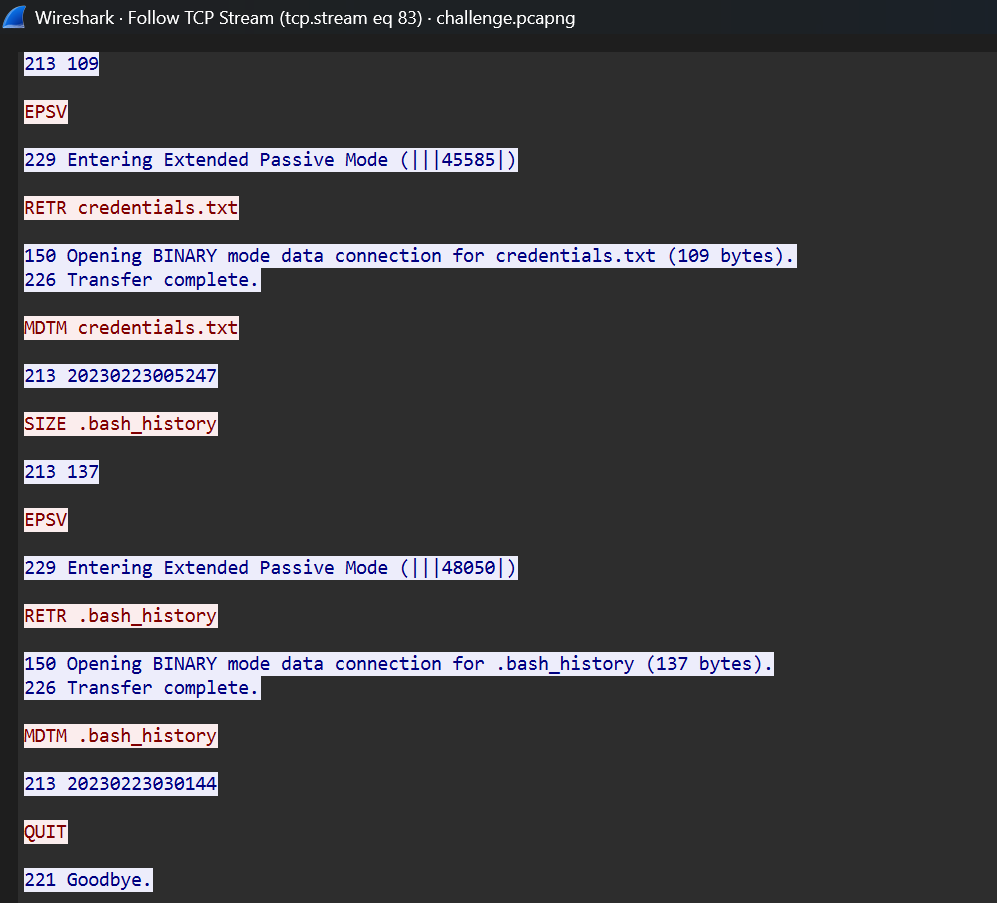 Wireshark · Follow TCP Stream (tcp.stream eq 83) · challenge.pcapng
213 109
EPSV
229 Entering Extended Passive Mode (|||45585|)
RETR credentials.txt
150 Opening BINARY mode data connection for credentials.txt (109 bytes).
226 Transfer complete.
MDTM credentials.txt
213 20230223005247
SIZE .bash_history
213 137
EPSV
229 Entering Extended Passive Mode (|||48050|)
RETR .bash_history
150 Opening BINARY mode data connection for .bash_history (137 bytes).
226 Transfer complete.
MDTM .bash_history
213 20230223030144
QUIT
221 Goodbye.